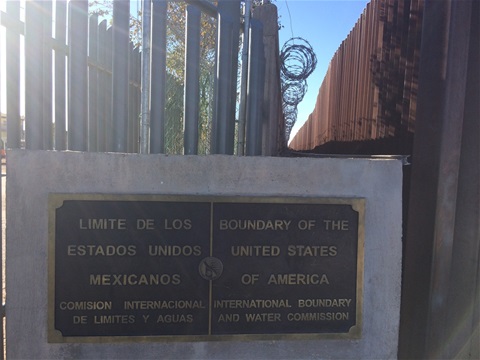 LIMITE DE LOS
ESTADOS UNIDOS
MEXICANOS
COMISION INTERNACIONAL
DE LIMITES Y AGUAS
BOUNDARY OF THE
UNITED STATES
OF AMERICA
INTERNATIONAL BOUNDARY
AND WATER COMMISSION